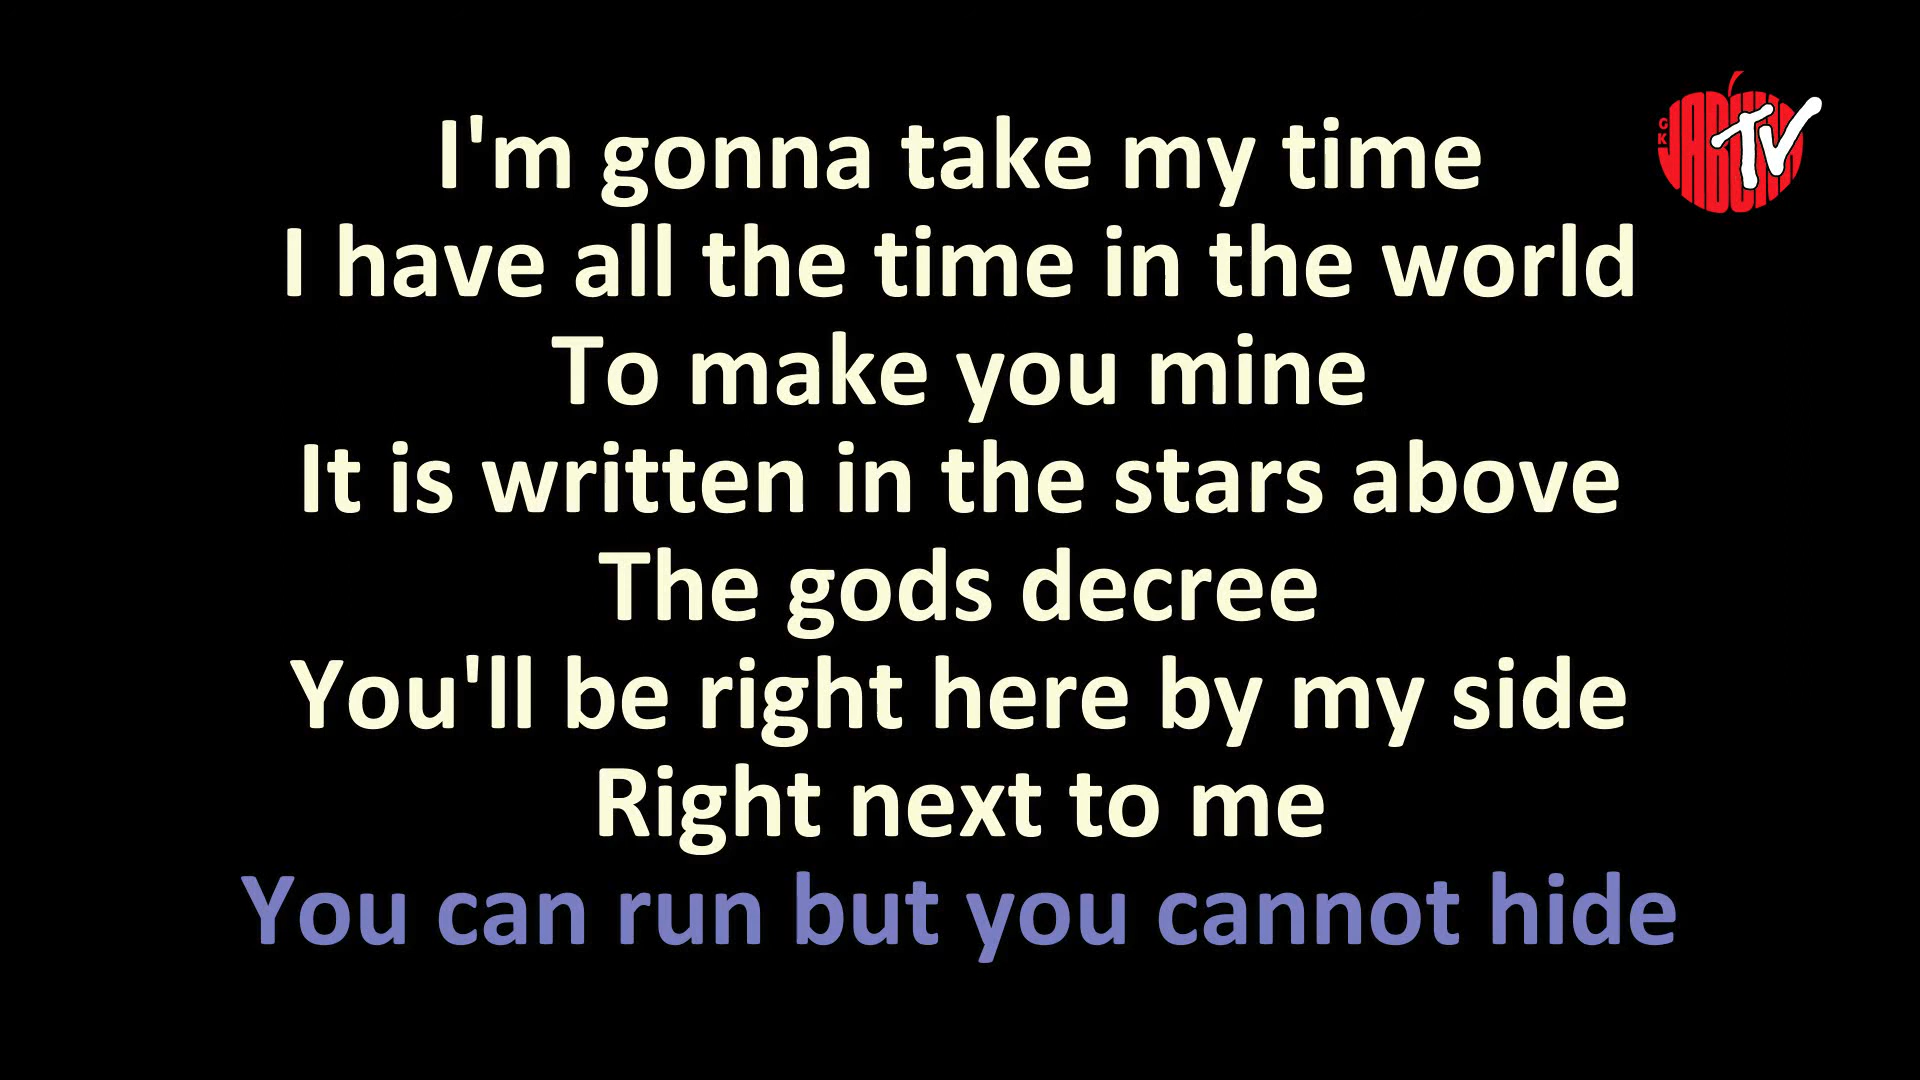 I'm gonna take my time
I have all the time in the world
To make you mine
It is written in the stars above
The gods decree
You'll be right here by my side
Right next to me
You can run but you cannot hide
GK
TV